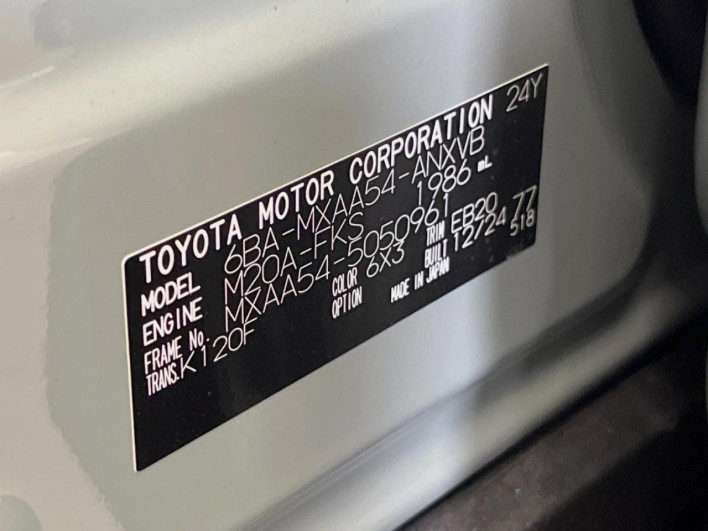 TOYOTA MOTOR CORPORATION 24Y
MODEL 6BA-MXAA54-ANXVB
ENGINE M20A-FKS 1986 mL
FRAME No. MXAA54-5050961
TRANS. K120F COLOR 6X3 TRIM EB20 77
OPTION BUILT 12/24 518
MADE IN JAPAN